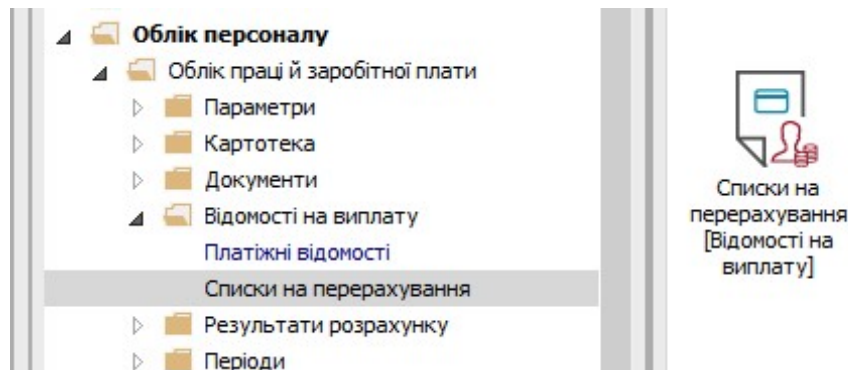 Облік персоналу
Облік праці й заробітної плати
Параметри
Картотека
Документи
Відомості на виплату
Платіжні відомості
Списки на перерахування
Результати розрахунку
Періоди
Списки на
перерахування
[Відомості на
виплату]